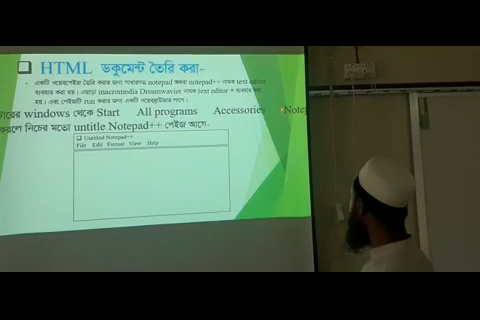 ❑ HTML ডকুমেন্ট তৈরি করা-
একটি ওয়েবপেইজ তৈরি করার জন্য সাধারণত notepad অথবা notepad++ নামক text editor
ব্যবহার করা হয়। এছাড়া macromedia Dreamwavier নামক text editor ও ব্যবহার করা
হয়। এবং পেইজটি run করার জন্য একটি ওয়েবব্রাউজার লাগে।
windows থেকে Start All programs Accessories Note
করলে নিচের মতো untitle Notepad++ পেইজ আসে-
❑ Untitled Notepad++
File Edit Format View Help